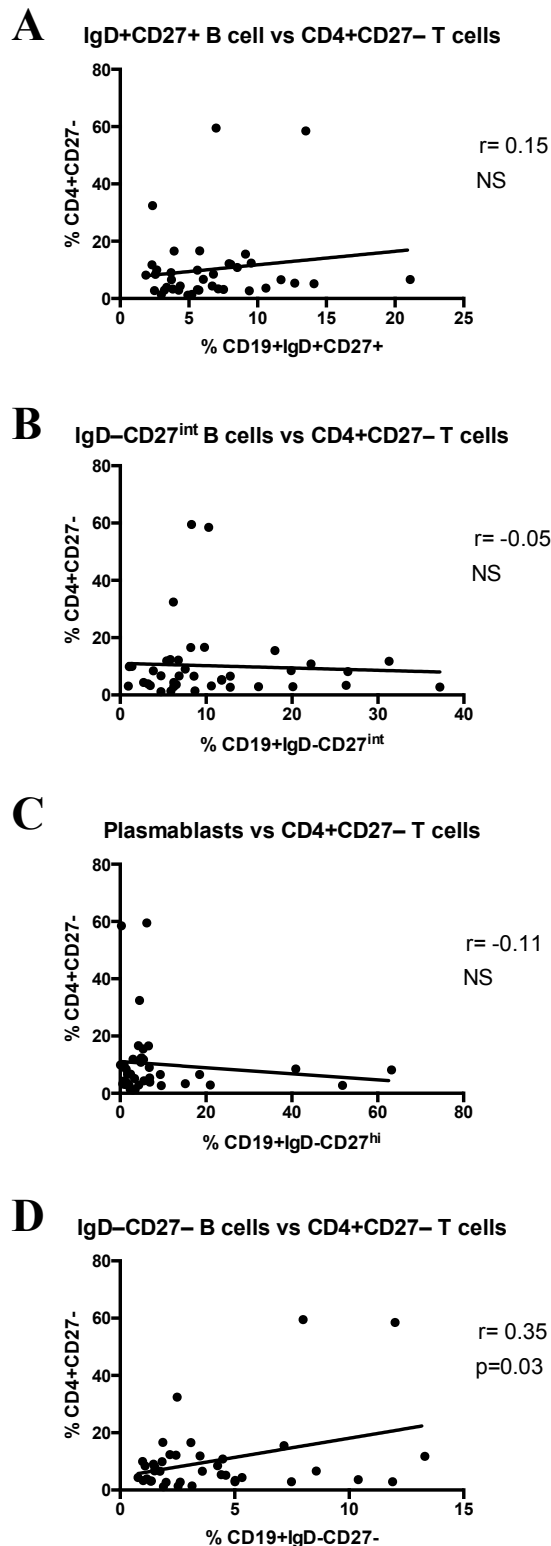 A
IgD+CD27+ B cell vs CD4+CD27– T cells
80
60
40
20
0
% CD4+CD27-
0 5 10 15 20 25
% CD19+IgD+CD27+
r= 0.15
NS
B
IgD–CD27int B cells vs CD4+CD27– T cells
80
60
40
20
0
% CD4+CD27-
0 10 20 30 40
% CD19+IgD-CD27int
r= -0.05
NS
C
Plasmablasts vs CD4+CD27– T cells
80
60
40
20
0
% CD4+CD27-
0 20 40 60 80
% CD19+IgD-CD27hi
r= -0.11
NS
D
IgD–CD27– B cells vs CD4+CD27– T cells
80
60
40
20
0
% CD4+CD27-
0 5 10 15
% CD19+IgD-CD27-
r= 0.35
p=0.03